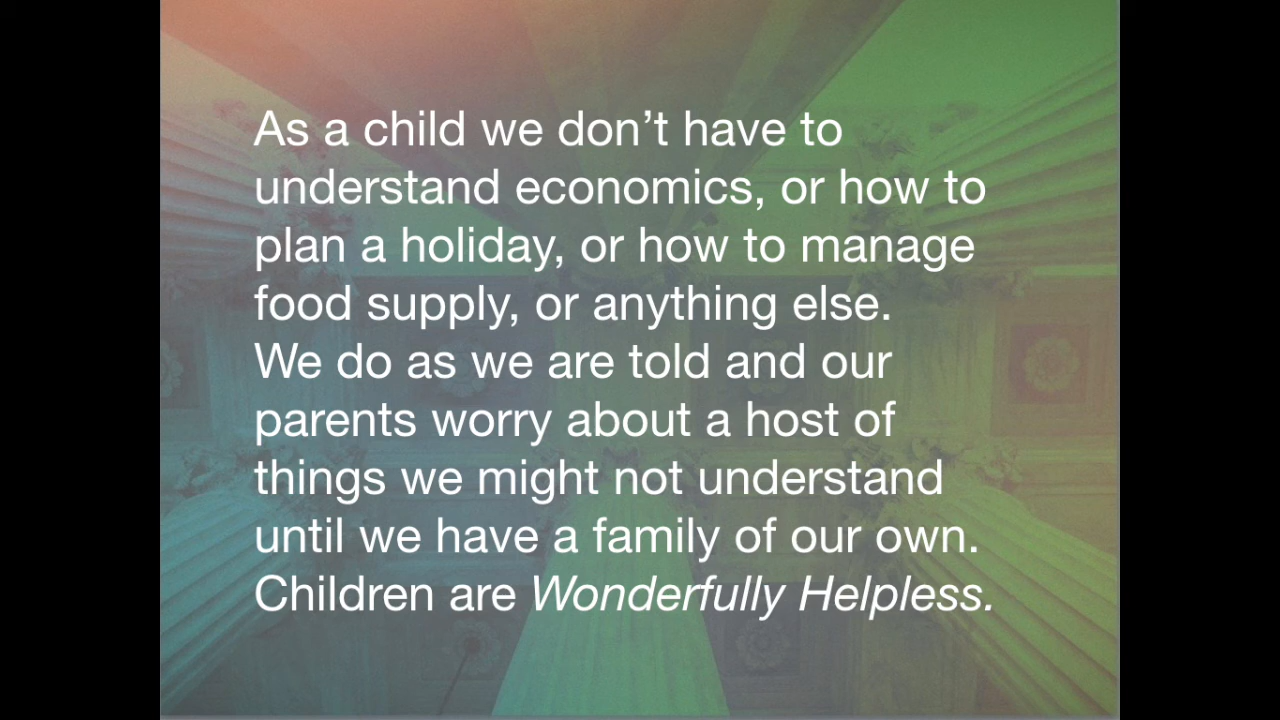 As a child we don’t have to
understand economics, or how to
plan a holiday, or how to manage
food supply, or anything else.
We do as we are told and our
parents worry about a host of
things we might not understand
until we have a family of our own.
Children are Wonderfully Helpless.